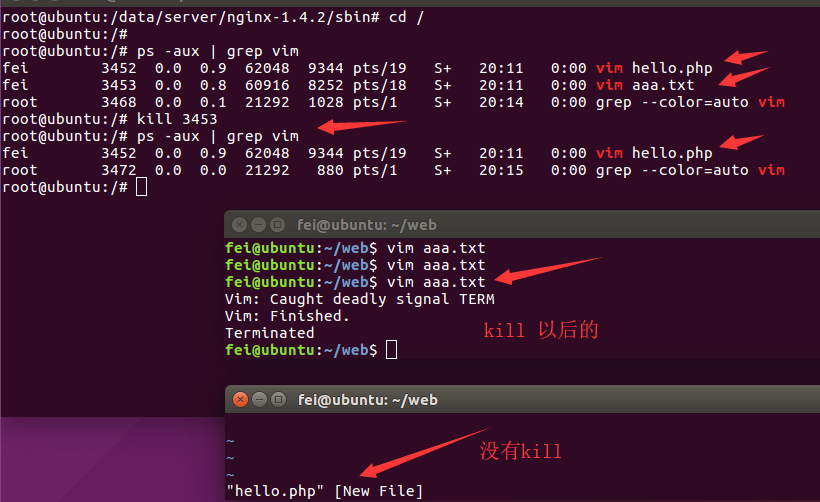 root@ubuntu:/data/server/nginx-1.4.2/sbin# cd /
root@ubuntu:/#
root@ubuntu:/# ps -aux | grep vim
fei       3452  0.0  0.9  62048  9344 pts/19   S+   20:11   0:00 vim hello.php
fei       3453  0.0  0.8  60916  8252 pts/18   S+   20:11   0:00 vim aaa.txt
root      3468  0.0  0.1  21292  1028 pts/1    S+   20:14   0:00 grep --color=auto vim
root@ubuntu:/# kill 3453
root@ubuntu:/# ps -aux | grep vim
fei       3452  0.0  0.9  62048  9344 pts/19   S+   20:11   0:00 vim hello.php
root      3472  0.0  0.0  21292   880 pts/1    S+   20:15   0:00 grep --color=auto vim
root@ubuntu:/#
fei@ubuntu: ~/web
fei@ubuntu:~/web$ vim aaa.txt
fei@ubuntu:~/web$ vim aaa.txt
fei@ubuntu:~/web$ vim aaa.txt
Vim: Caught deadly signal TERM
Vim: Finished.
Terminated
kill 以后的
fei@ubuntu:~/web$
fei@ubuntu: ~/web
~
~
没有kill
~
"hello.php" [New File]